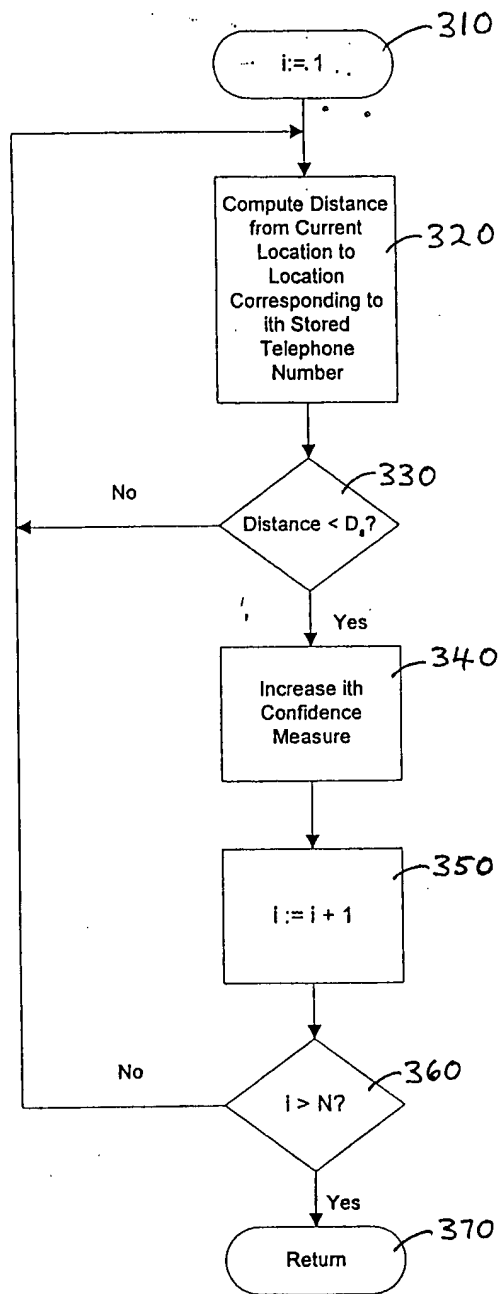 310
i:= 1
Compute Distance
from Current
Location to
Location
Corresponding to
ith Stored
Telephone
Number
320
330
No
Distance < Dₐ?
Yes
340
Increase ith
Confidence
Measure
350
i := i + 1
No
360
i > N?
Yes
370
Return